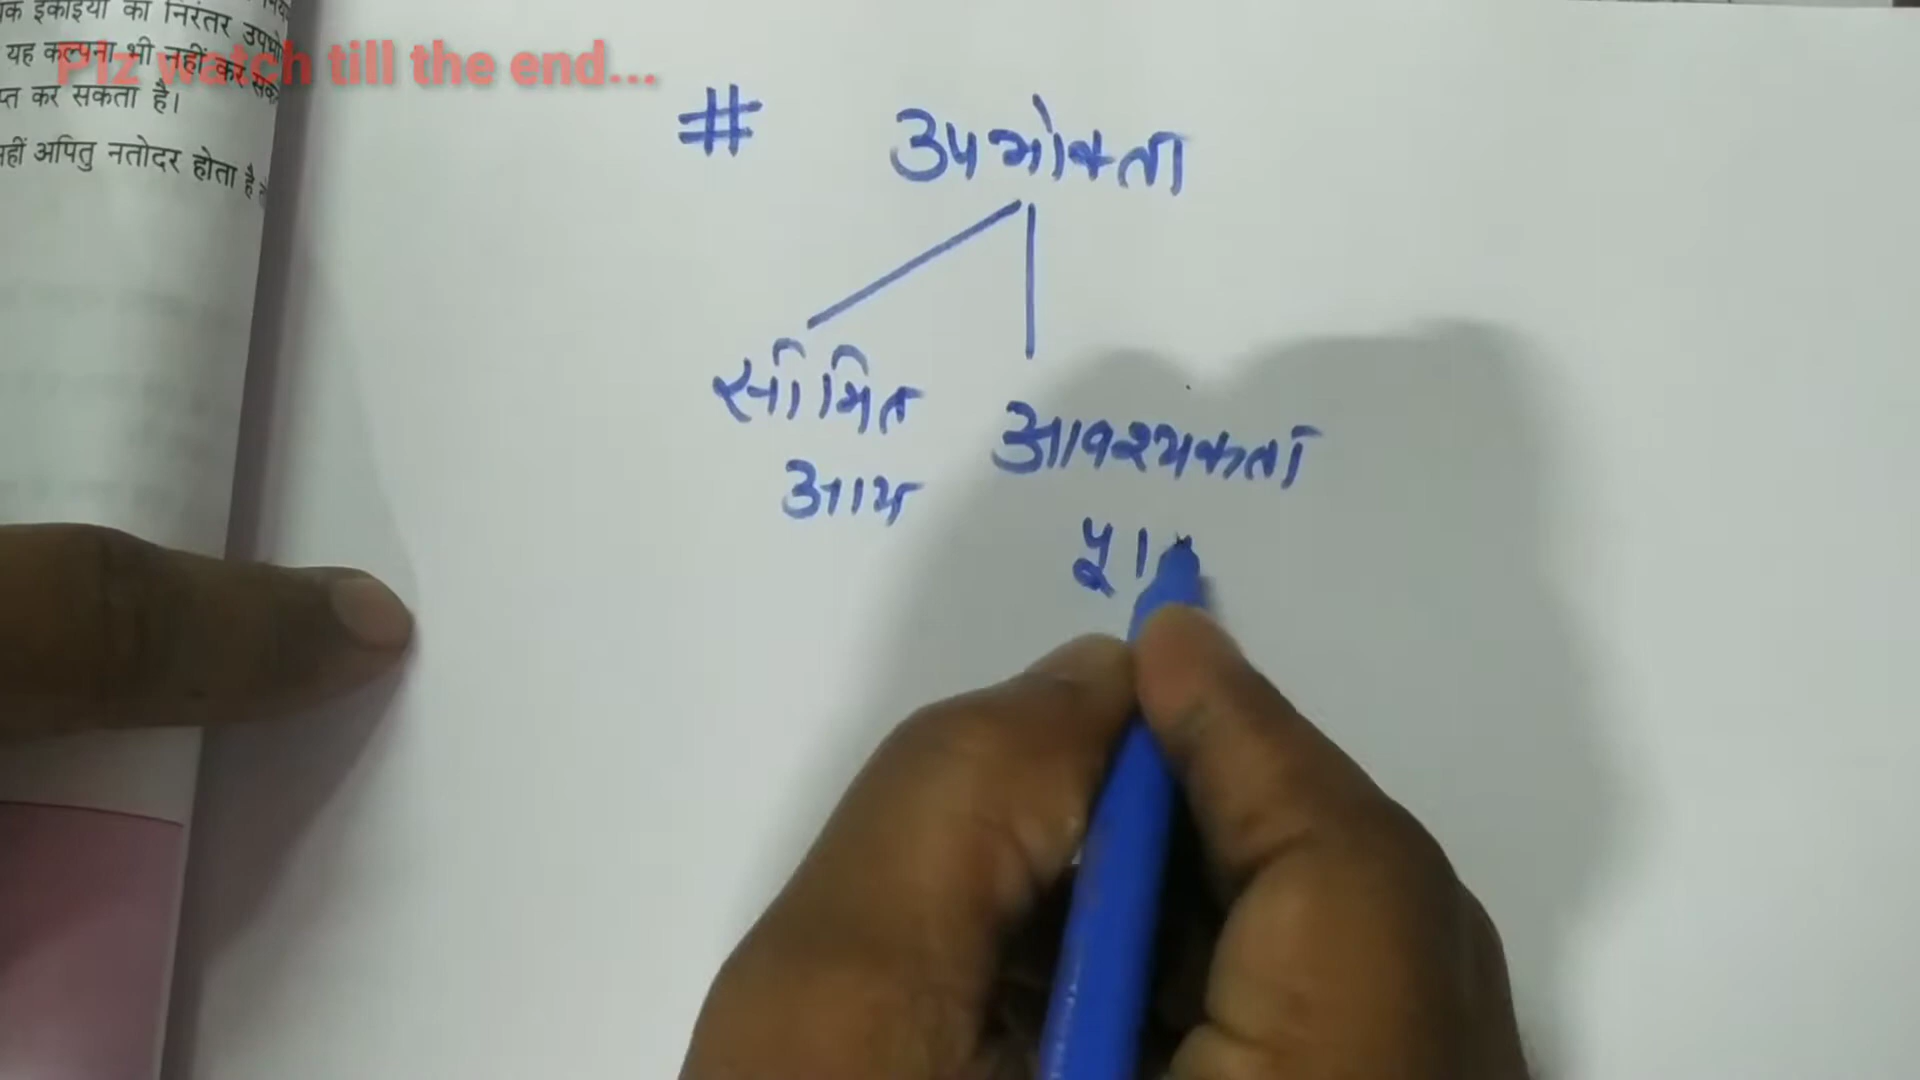 इकाइयों का निरंतर
यह कल्पना भी नहीं कर
प्त कर सकता है।
नहीं अपितु नतोदर होता है
Plz watch till the end...
# उपभोक्ता
सीमित आवश्यकता
आय